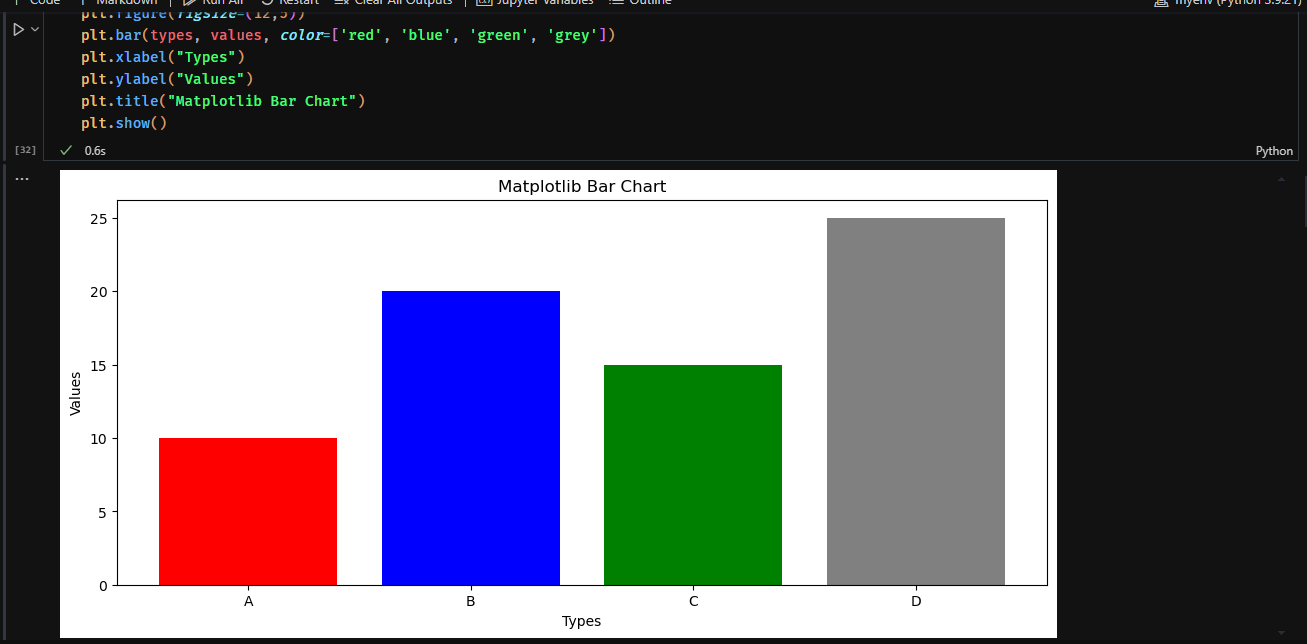 Code Markdown Run All Restart Clear All Outputs Jupyter Variables Outline myenv (Python 3.9.21)
plt.figure(figsize=(12,5))
plt.bar(types, values, color=['red', 'blue', 'green', 'grey'])
plt.xlabel("Types")
plt.ylabel("Values")
plt.title("Matplotlib Bar Chart")
plt.show()
[32] 0.6s Python
Matplotlib Bar Chart
25
20
15
10
5
0
Values
A B C D
Types